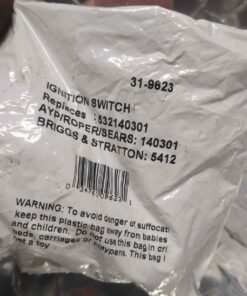 31-9623
IGNITION SWITCH
Replaces :532140301
AYP/ROPER/SEARS: 140301
BRIGGS & STRATTON: 5412
WARNING: To avoid danger of suffocati
keep this plastic bag away from babies
and children. Do not use this bag in cri
beds, carriages or playpens. This bag i
not a toy